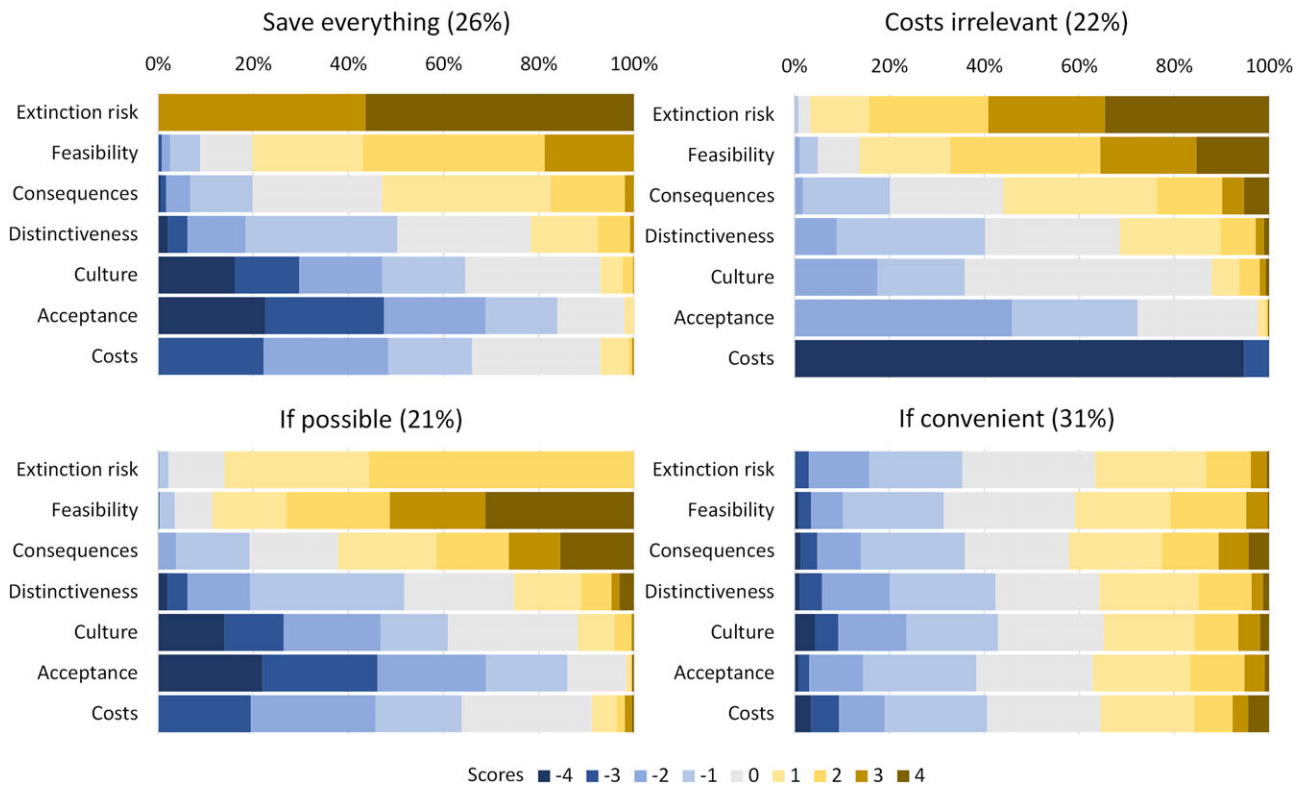 Save everything (26%)
0% 20% 40% 60% 80% 100%
Extinction risk
Feasibility
Consequences
Distinctiveness
Culture
Acceptance
Costs
Costs irrelevant (22%)
0% 20% 40% 60% 80% 100%
Extinction risk
Feasibility
Consequences
Distinctiveness
Culture
Acceptance
Costs
If possible (21%)
Extinction risk
Feasibility
Consequences
Distinctiveness
Culture
Acceptance
Costs
If convenient (31%)
Extinction risk
Feasibility
Consequences
Distinctiveness
Culture
Acceptance
Costs
Scores -4 -3 -2 -1 0 1 2 3 4